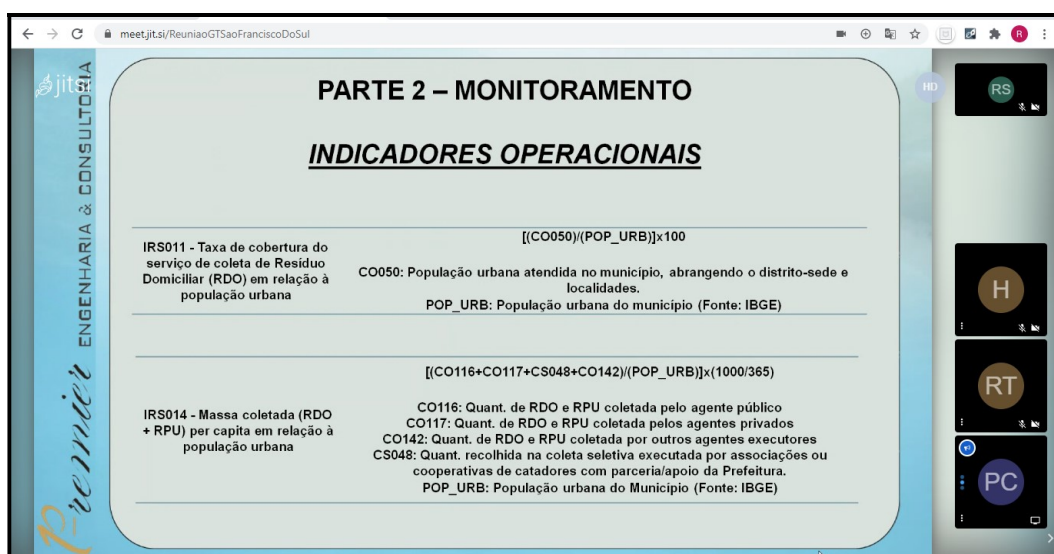 meet.jit.si/ReuniaoGTSaoFranciscoDoSul
R
jitsi
HD
RS
Premier ENGENHARIA & CONSULTORIA
PARTE 2 – MONITORAMENTO
INDICADORES OPERACIONAIS
IRS011 - Taxa de cobertura do
serviço de coleta de Resíduo
Domiciliar (RDO) em relação à
população urbana
[(CO050)/(POP_URB)]x100
CO050: População urbana atendida no município, abrangendo o distrito-sede e
localidades.
POP_URB: População urbana do município (Fonte: IBGE)
IRS014 - Massa coletada (RDO
+ RPU) per capita em relação à
população urbana
[(CO116+CO117+CS048+CO142)/(POP_URB)]x(1000/365)
CO116: Quant. de RDO e RPU coletada pelo agente público
CO117: Quant. de RDO e RPU coletada pelos agentes privados
CO142: Quant. de RDO e RPU coletada por outros agentes executores
CS048: Quant. recolhida na coleta seletiva executada por associações ou
cooperativas de catadores com parceria/apoio da Prefeitura.
POP_URB: População urbana do Município (Fonte: IBGE)
H
RT
PC